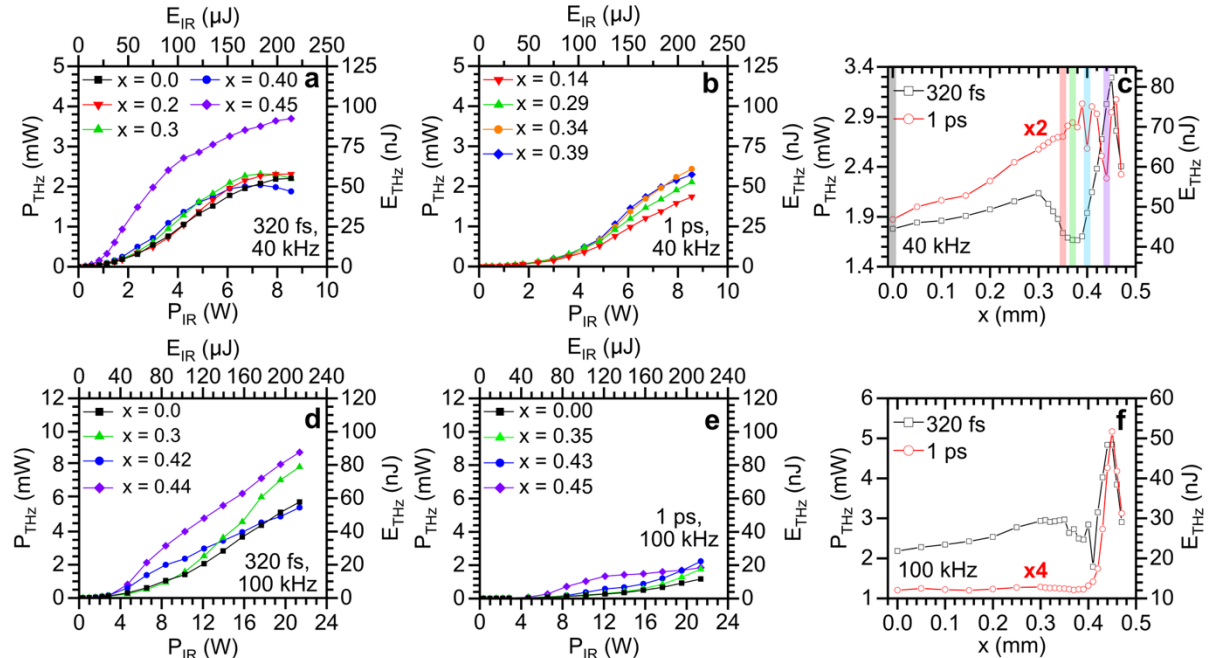 E_IR (µJ)
0 50 100 150 200 250
5 4 3 2 1 0
P_THz (mW)
a
x = 0.0 x = 0.40
x = 0.2 x = 0.45
x = 0.3
320 fs,
40 kHz
125 100 75 50 25 0
E_THz (nJ)
0 2 4 6 8 10
P_IR (W)
E_IR (µJ)
0 50 100 150 200 250
5 4 3 2 1 0
P_THz (mW)
b
x = 0.14
x = 0.29
x = 0.34
x = 0.39
1 ps,
40 kHz
125 100 75 50 25 0
E_THz (nJ)
0 2 4 6 8 10
P_IR (W)
3.4 2.9 2.4 1.9 1.4
P_THz (mW)
c
320 fs
1 ps
x2
40 kHz
80 70 60 50 40
E_THz (nJ)
0.0 0.1 0.2 0.3 0.4 0.5
x (mm)
E_IR (µJ)
0 40 80 120 160 200 240
12 10 8 6 4 2 0
P_THz (mW)
d
x = 0.0
x = 0.3
x = 0.42
x = 0.44
320 fs,
100 kHz
120 100 80 60 40 20 0
E_THz (nJ)
0 4 8 12 16 20 24
P_IR (W)
E_IR (µJ)
0 40 80 120 160 200 240
12 10 8 6 4 2 0
P_THz (mW)
e
x = 0.00
x = 0.35
x = 0.43
x = 0.45
1 ps,
100 kHz
120 100 80 60 40 20 0
E_THz (nJ)
0 4 8 12 16 20 24
P_IR (W)
6 5 4 3 2 1
P_THz (mW)
f
320 fs
1 ps
x4
100 kHz
60 50 40 30 20 10
E_THz (nJ)
0.0 0.1 0.2 0.3 0.4 0.5
x (mm)